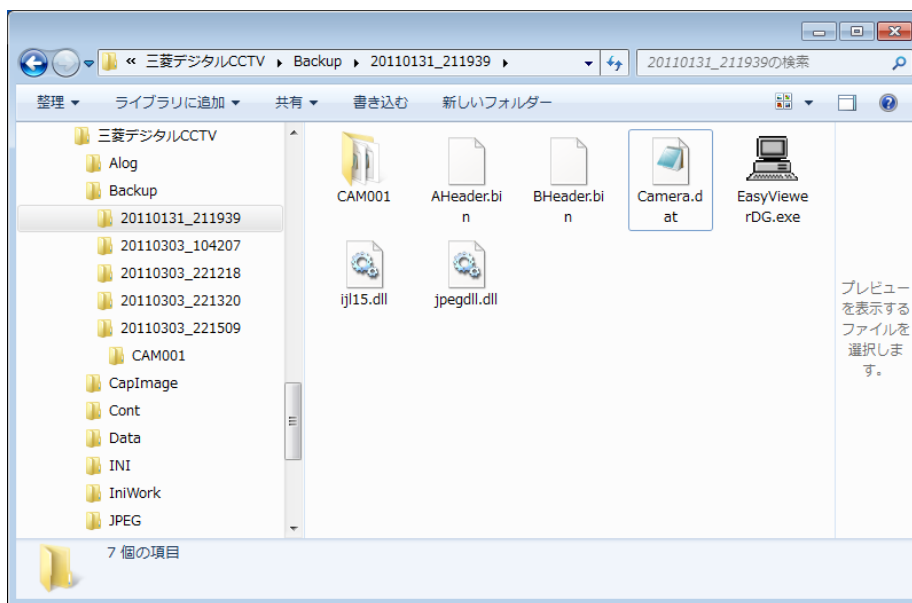 « 三菱デジタルCCTV ▸ Backup ▸ 20110131_211939 ▸
20110131_211939の検索
整理 ライブラリに追加 共有 書き込む 新しいフォルダー
三菱デジタルCCTV
Alog
Backup
20110131_211939
20110303_104207
20110303_221218
20110303_221320
20110303_221509
CAM001
CapImage
Cont
Data
INI
IniWork
JPEG
CAM001
AHeader.bi
n
BHeader.bi
n
Camera.d
at
EasyViewe
rDG.exe
ijl15.dll
jpegdll.dll
プレビュー
を表示する
ファイルを
選択しま
す。
7 個の項目